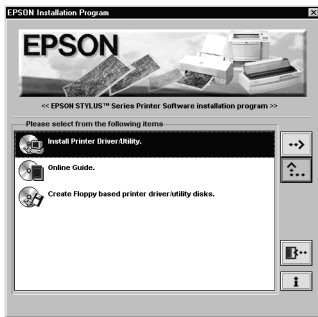 EPSON Installation Program
EPSON
<< EPSON STYLUS™ Series Printer Software installation program >>
Please select from the following items
Install Printer Driver/Utility.
Online Guide.
Create Floppy based printer driver/utility disks.